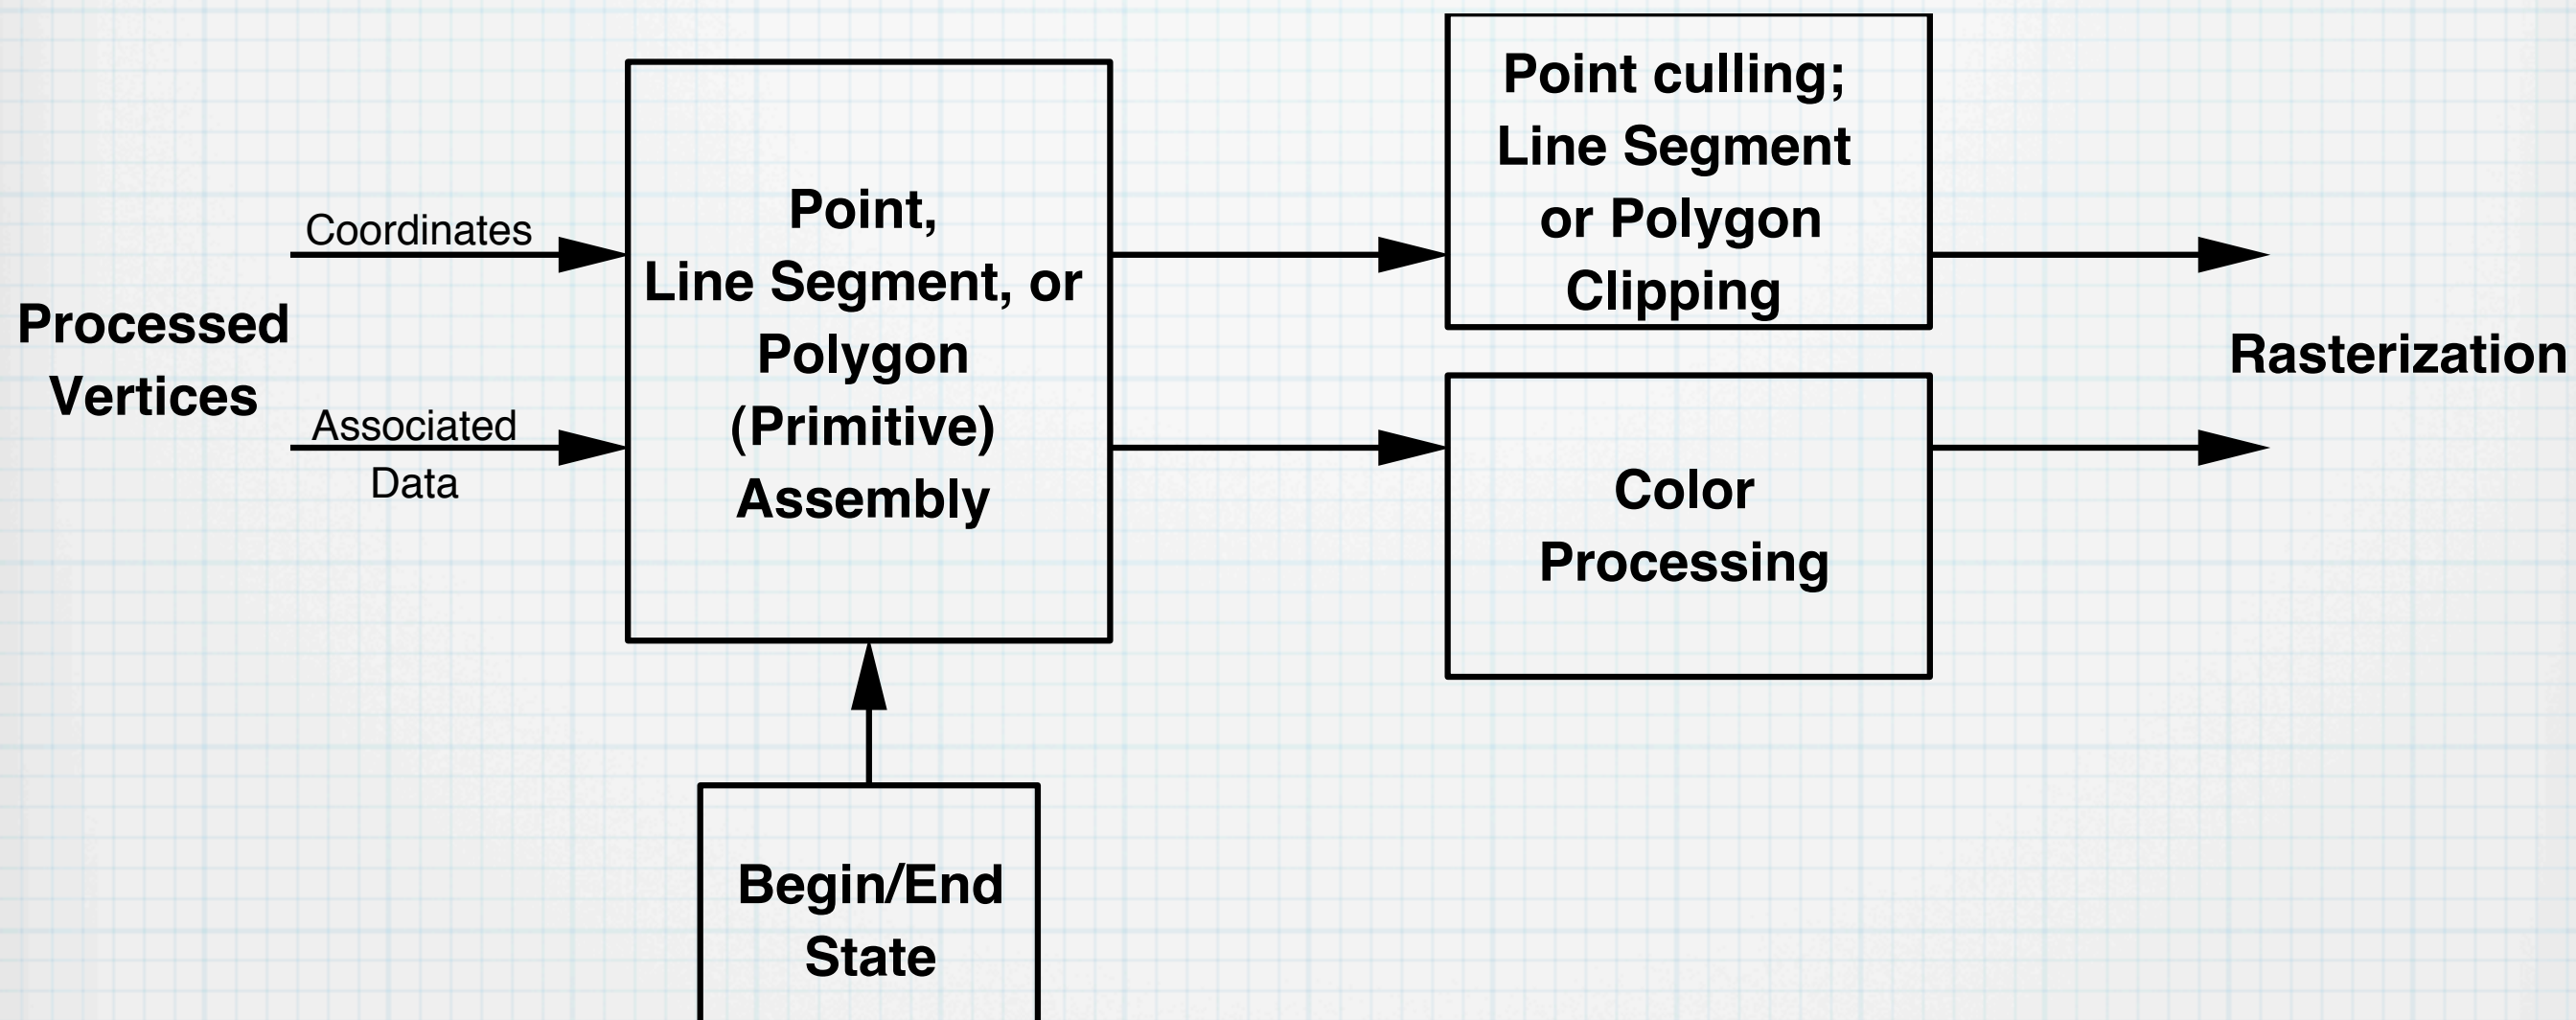 Processed
Vertices
Coordinates
Associated
Data
Point,
Line Segment, or
Polygon
(Primitive)
Assembly
Begin/End
State
Point culling;
Line Segment
or Polygon
Clipping
Color
Processing
Rasterization